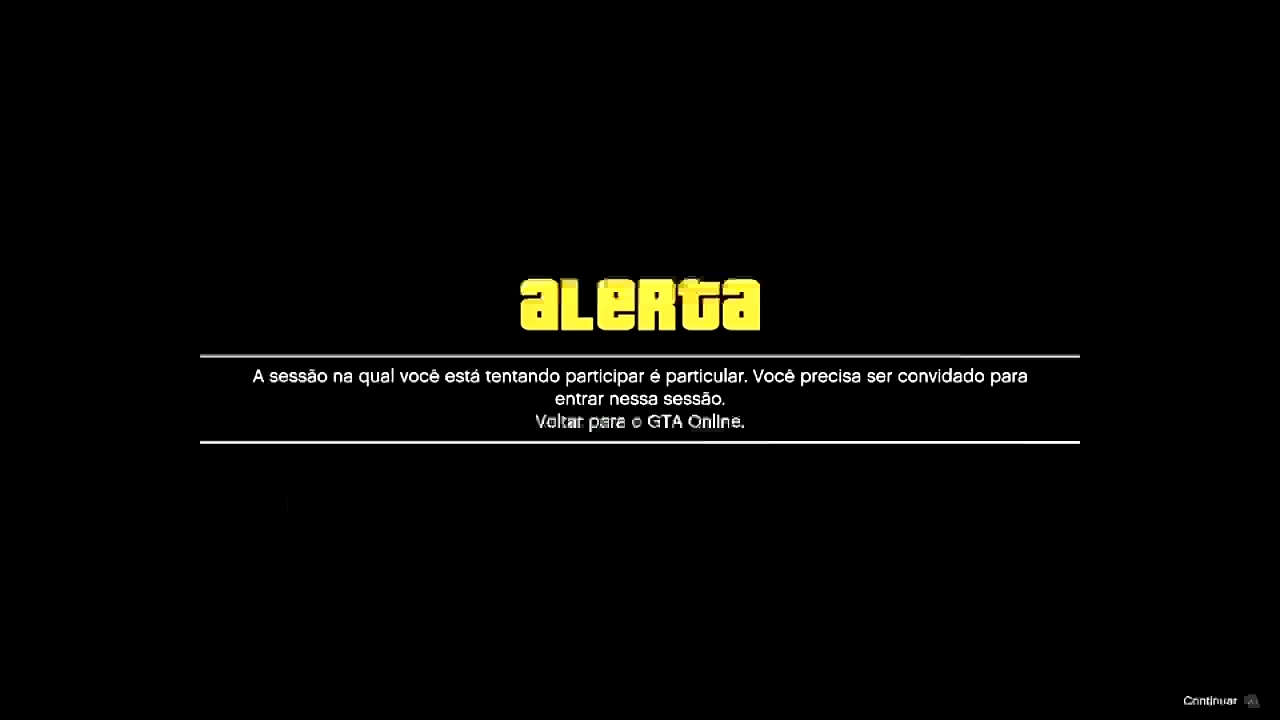 alerta
A sessão na qual você está tentando participar é particular. Você precisa ser convidado para
entrar nessa sessão.
Voltar para o GTA Online.
Continuar